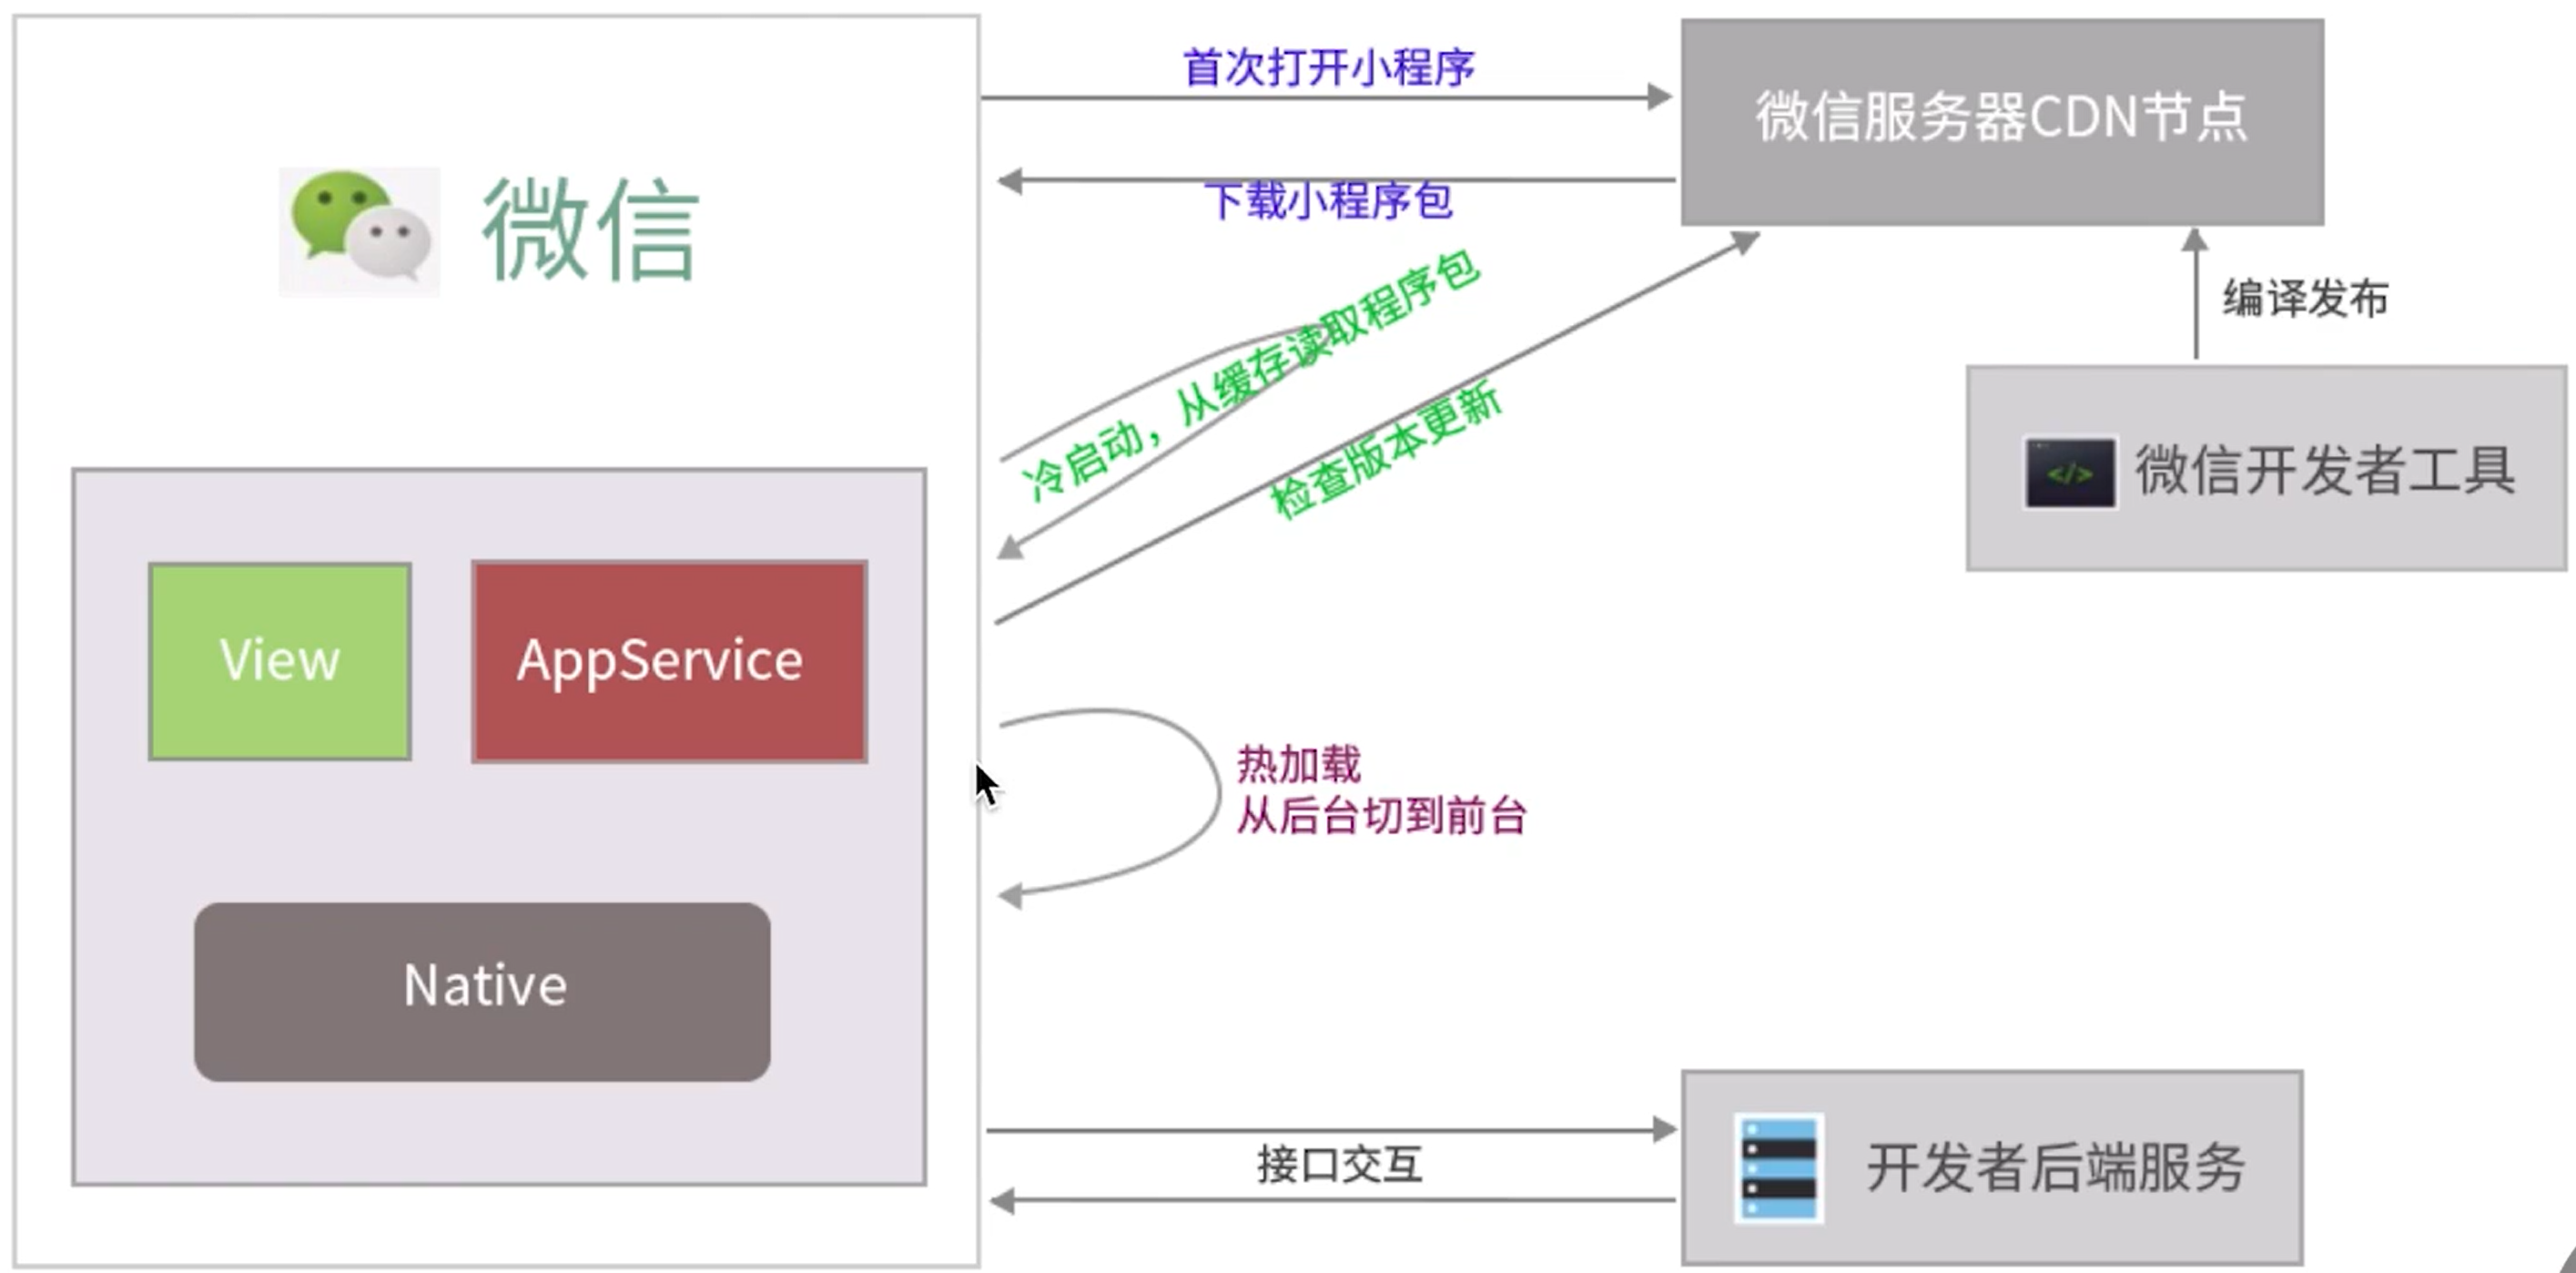 首次打开小程序
微信服务器CDN节点
下载小程序包
微信
冷启动，从缓存读取程序包
编译发布
检查版本更新
</> 微信开发者工具
View
AppService
热加载
从后台切到前台
Native
接口交互
开发者后端服务